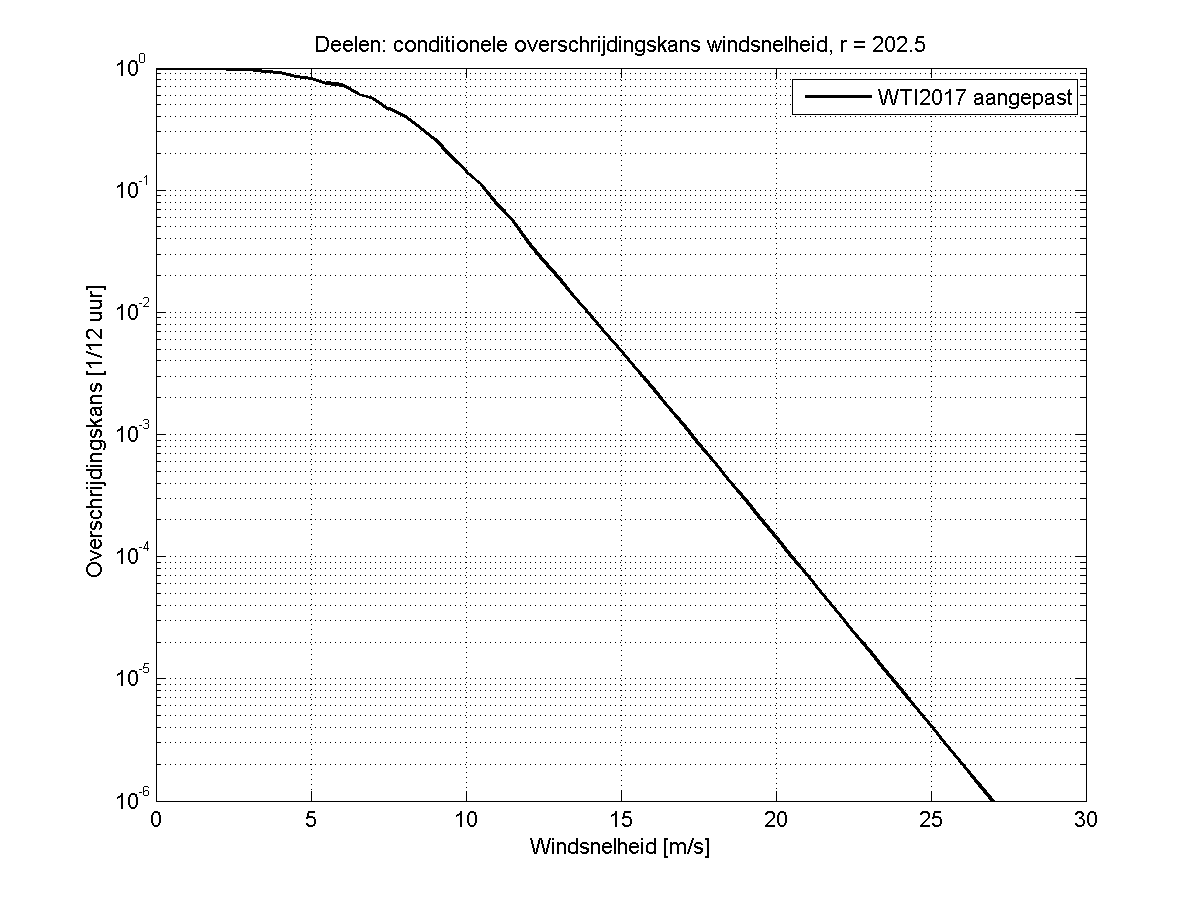 Deelen: conditionele overschrijdingskans windsnelheid, r = 202.5
WTI2017 aangepast
Overschrijdingskans [1/12 uur]
10^0
10^-1
10^-2
10^-3
10^-4
10^-5
10^-6
0 5 10 15 20 25 30
Windsnelheid [m/s]